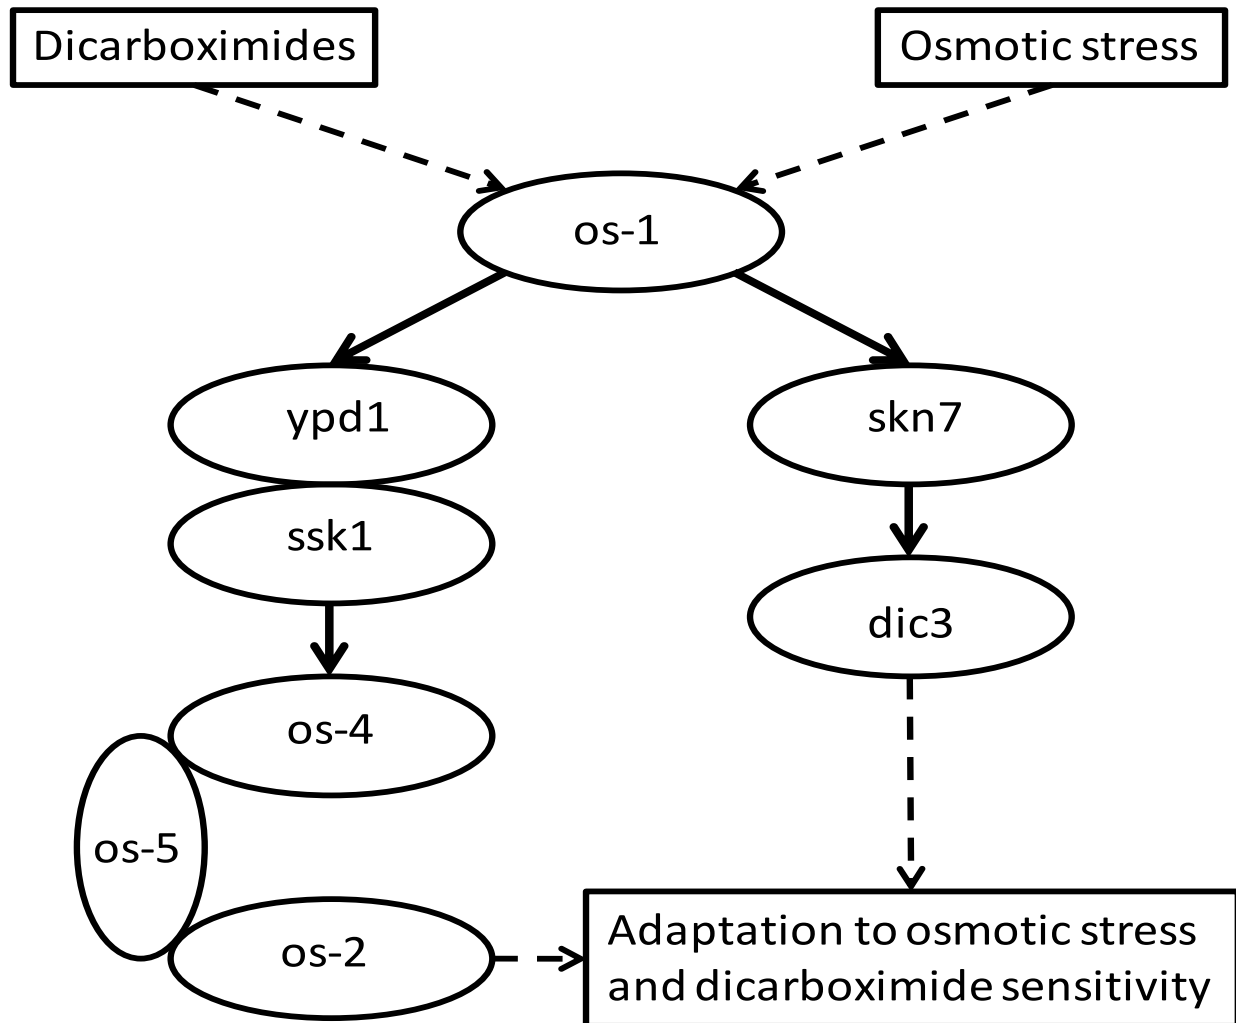 Dicarboximides
Osmotic stress
os-1
ypd1
skn7
ssk1
dic3
os-4
os-5
os-2
Adaptation to osmotic stress
and dicarboximide sensitivity